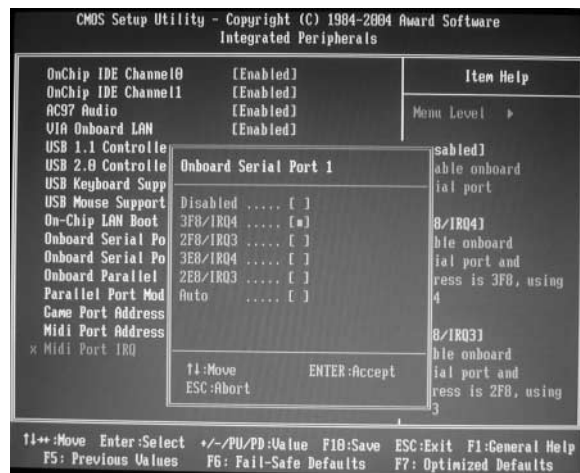 CMOS Setup Utility - Copyright (C) 1984-2004 Award Software
Integrated Peripherals
OnChip IDE Channel0 [Enabled]
OnChip IDE Channel1 [Enabled]
AC97 Audio [Enabled]
VIA Onboard LAN [Enabled]
USB 1.1 Controlle
USB 2.0 Controlle
USB Keyboard Supp
USB Mouse Support
On-Chip LAN Boot
Onboard Serial Po
Onboard Serial Po
Onboard Parallel
Parallel Port Mod
Game Port Address
Midi Port Address
x Midi Port IRQ
Onboard Serial Port 1
Disabled ..... [ ]
3F8/IRQ4 ..... [■]
2F8/IRQ3 ..... [ ]
3E8/IRQ4 ..... [ ]
2E8/IRQ3 ..... [ ]
Auto ..... [ ]
↑↓:Move ENTER:Accept
ESC:Abort
Item Help
Menu Level ▸
sabled]
able onboard
ial port
8/IRQ4]
ble onboard
ial port and
ress is 3F8, using
4
8/IRQ3]
ble onboard
ial port and
ress is 2F8, using
3
↑↓→←:Move Enter:Select +/-/PU/PD:Value F10:Save ESC:Exit F1:General Help
F5: Previous Values F6: Fail-Safe Defaults F7: Optimized Defaults